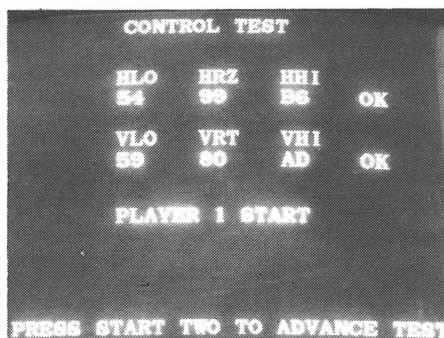 CONTROL TEST
HLO HRZ HHI
54 99 B6 OK
VLO VRT VHI
59 80 AD OK
PLAYER 1 START
PRESS START TWO TO ADVANCE TEST